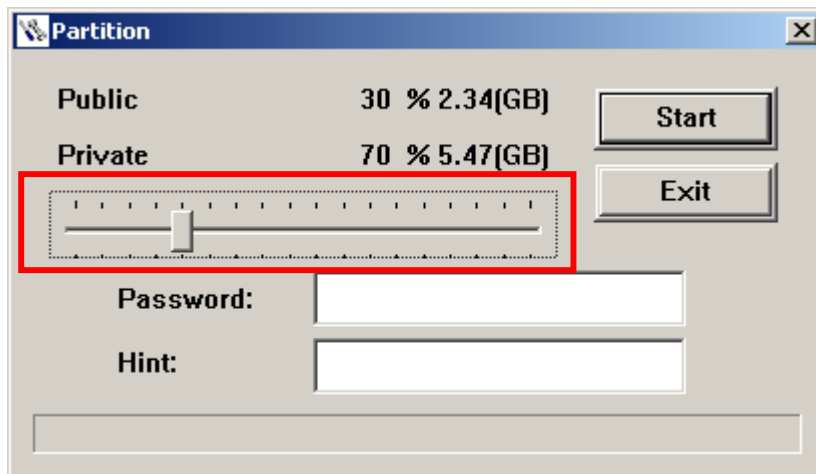 Partition
Public 30 % 2.34(GB)
Start
Private 70 % 5.47(GB)
Exit
Password:
Hint: